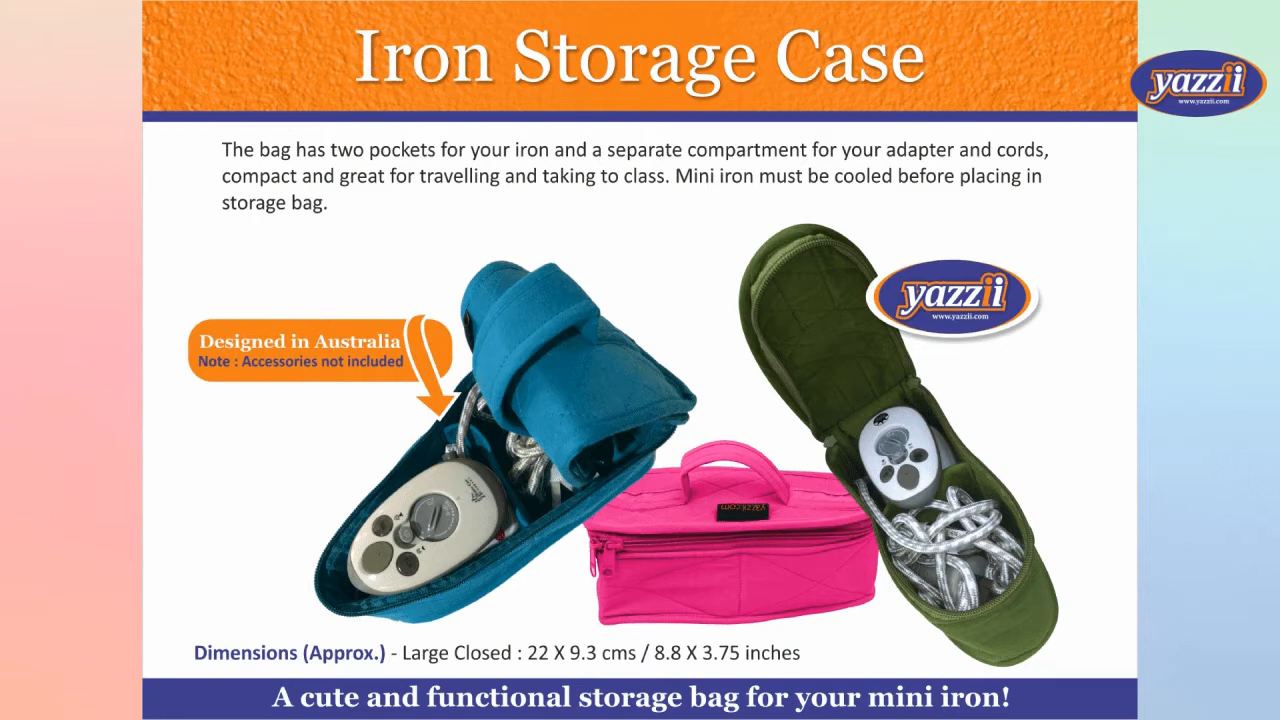 Iron Storage Case
yazzii
www.yazzii.com
The bag has two pockets for your iron and a separate compartment for your adapter and cords,
compact and great for travelling and taking to class. Mini iron must be cooled before placing in
storage bag.
yazzii
www.yazzii.com
Designed in Australia
Note : Accessories not included
yazzii.com
Dimensions (Approx.) - Large Closed : 22 X 9.3 cms / 8.8 X 3.75 inches
A cute and functional storage bag for your mini iron!